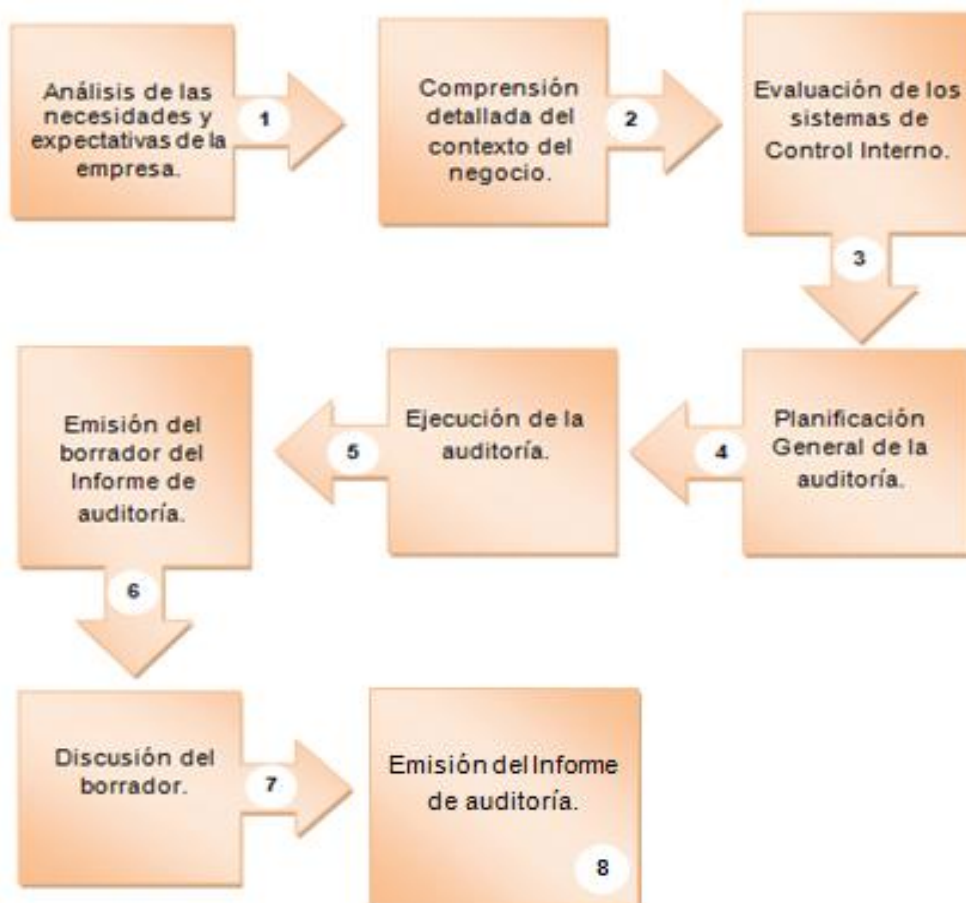 Análisis de las
necesidades y
expectativas de la
empresa.
1
Comprensión
detallada del
contexto del
negocio.
2
Evaluación de los
sistemas de
Control Interno.
3
Planificación
General de la
auditoría.
4
Ejecución de la
auditoría.
5
Emisión del
borrador del
Informe de
auditoría.
6
Discusión del
borrador.
7
Emisión del Informe
de auditoría.
8